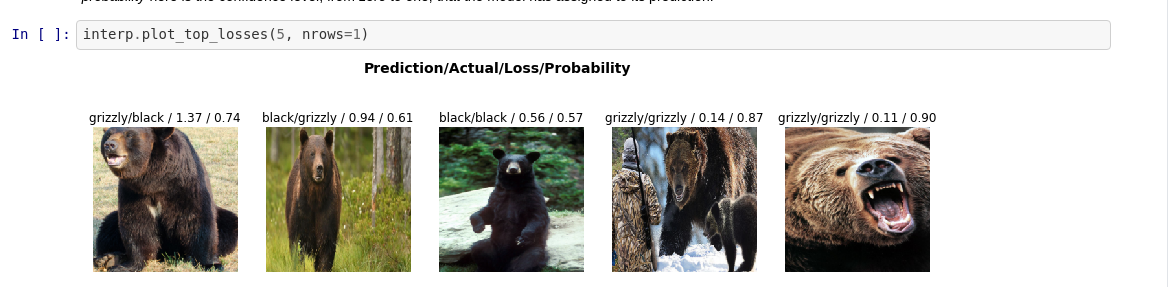 probability here is the confidence level, from zero to one, that the model has assigned to its prediction.
In [ ]: interp.plot_top_losses(5, nrows=1)
Prediction/Actual/Loss/Probability
grizzly/black / 1.37 / 0.74 black/grizzly / 0.94 / 0.61 black/black / 0.56 / 0.57 grizzly/grizzly / 0.14 / 0.87 grizzly/grizzly / 0.11 / 0.90